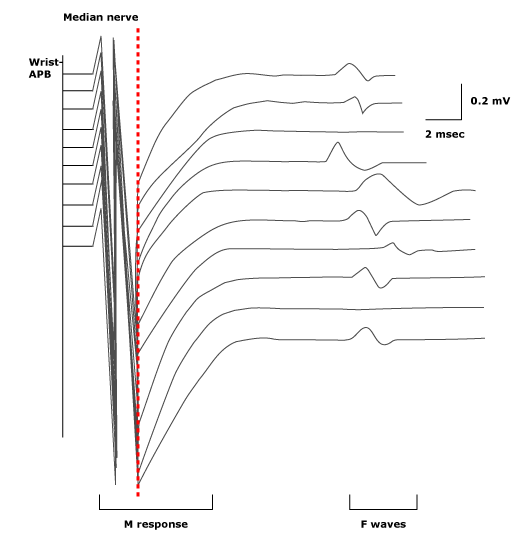 Median nerve
Wrist-
APB
0.2 mV
2 msec
M response
F waves